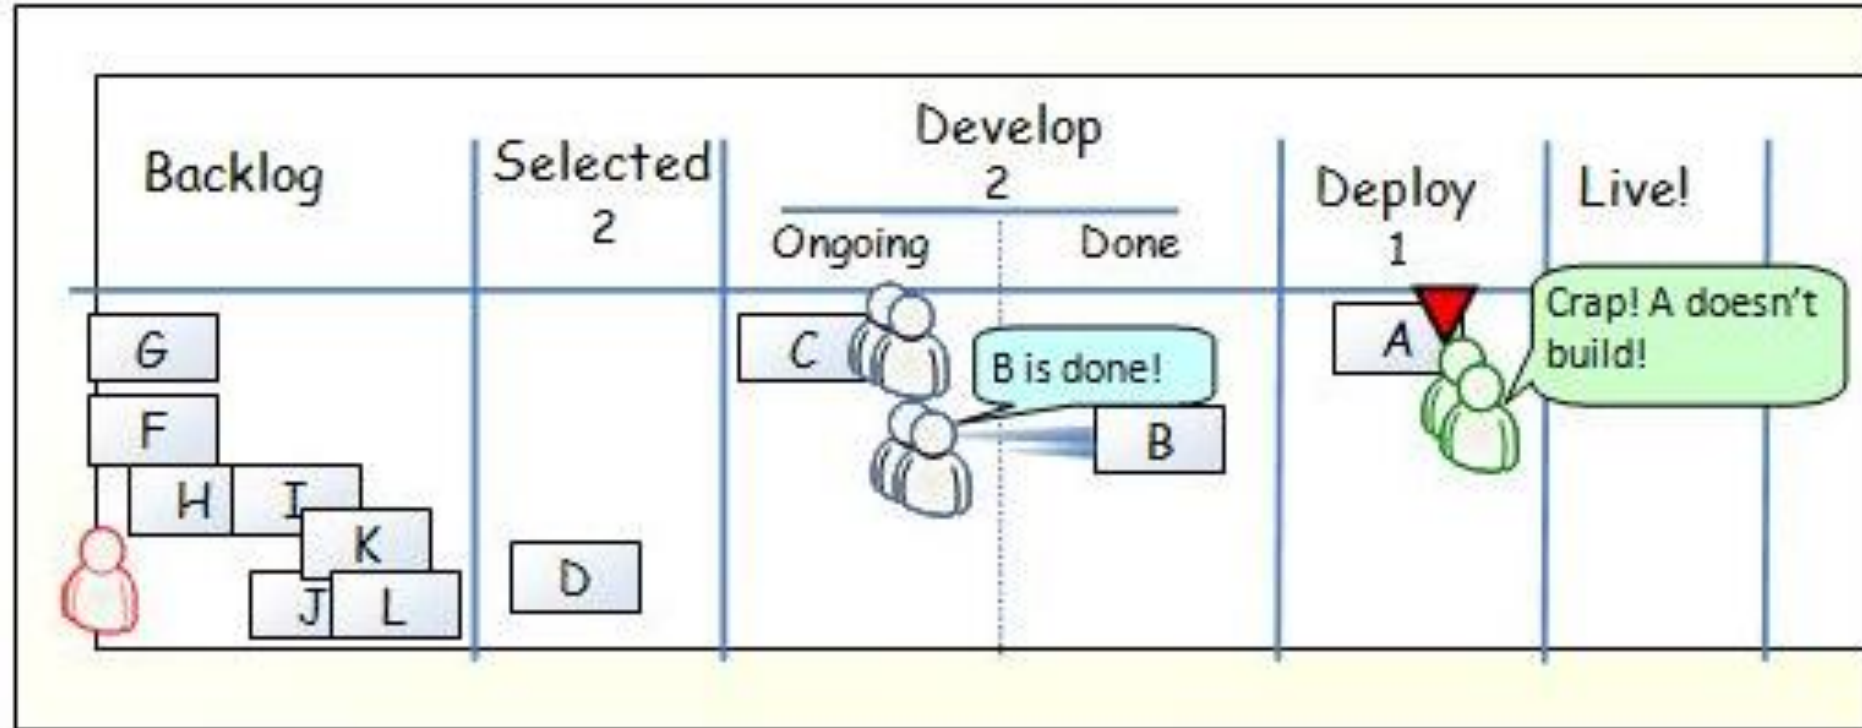 Backlog
Selected
2
Develop
2
Ongoing
Done
Deploy
1
Live!
G
F
H
I
K
J
L
D
C
B is done!
B
A
Crap! A doesn't
build!